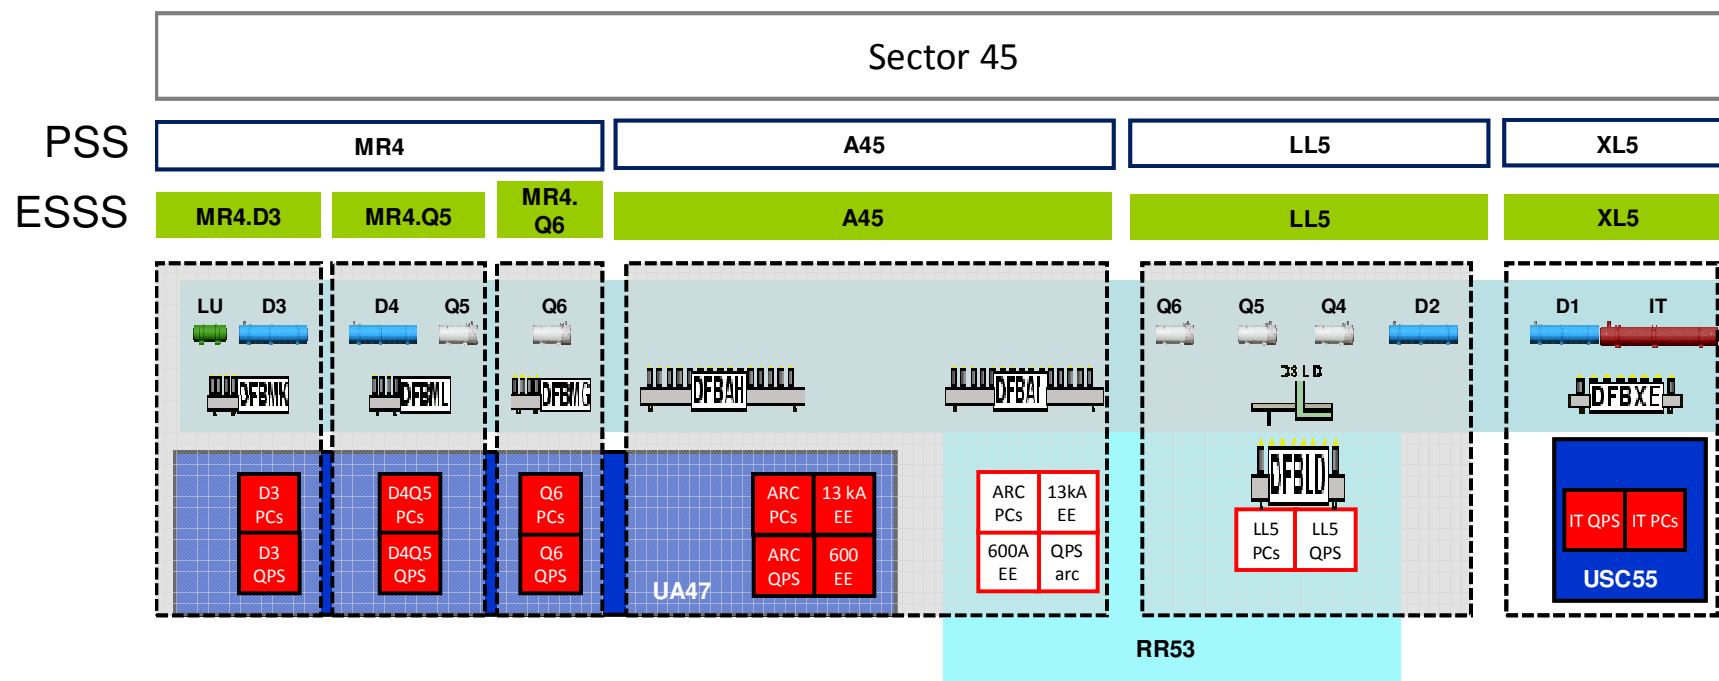 Sector 45
PSS
MR4
A45
LL5
XL5
ESSS
MR4.D3
MR4.Q5
MR4.
Q6
A45
LL5
XL5
LU
D3
D4
Q5
Q6
Q6
Q5
Q4
D2
D1
IT
DFBMK
DFBML
DFBMG
DFBAH
DFBAI
DSLD
DFBXE
DFBLD
D3
PCs
D3
QPS
D4Q5
PCs
D4Q5
QPS
Q6
PCs
Q6
QPS
ARC
PCs
13 kA
EE
ARC
QPS
600
EE
UA47
ARC
PCs
13kA
EE
600A
EE
QPS
arc
LL5
PCs
LL5
QPS
IT QPS
IT PCs
USC55
RR53